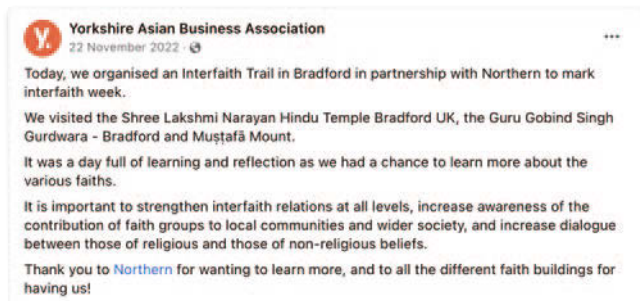 Y.
Yorkshire Asian Business Association
22 November 2022 ·
Today, we organised an Interfaith Trail in Bradford in partnership with Northern to mark
interfaith week.
We visited the Shree Lakshmi Narayan Hindu Temple Bradford UK, the Guru Gobind Singh
Gurdwara - Bradford and Muṣṭafā Mount.
It was a day full of learning and reflection as we had a chance to learn more about the
various faiths.
It is important to strengthen interfaith relations at all levels, increase awareness of the
contribution of faith groups to local communities and wider society, and increase dialogue
between those of religious and those of non-religious beliefs.
Thank you to Northern for wanting to learn more, and to all the different faith buildings for
having us!